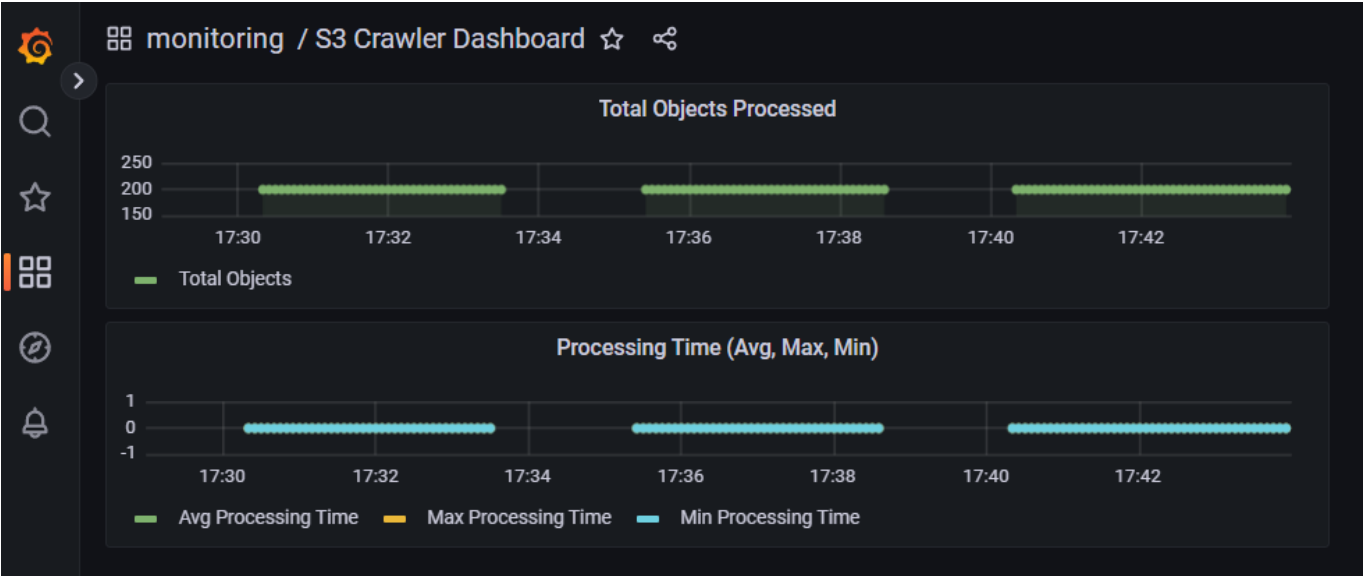 monitoring / S3 Crawler Dashboard
Total Objects Processed
250
200
150
17:30 17:32 17:34 17:36 17:38 17:40 17:42
Total Objects
Processing Time (Avg, Max, Min)
1
0
-1
17:30 17:32 17:34 17:36 17:38 17:40 17:42
Avg Processing Time Max Processing Time Min Processing Time